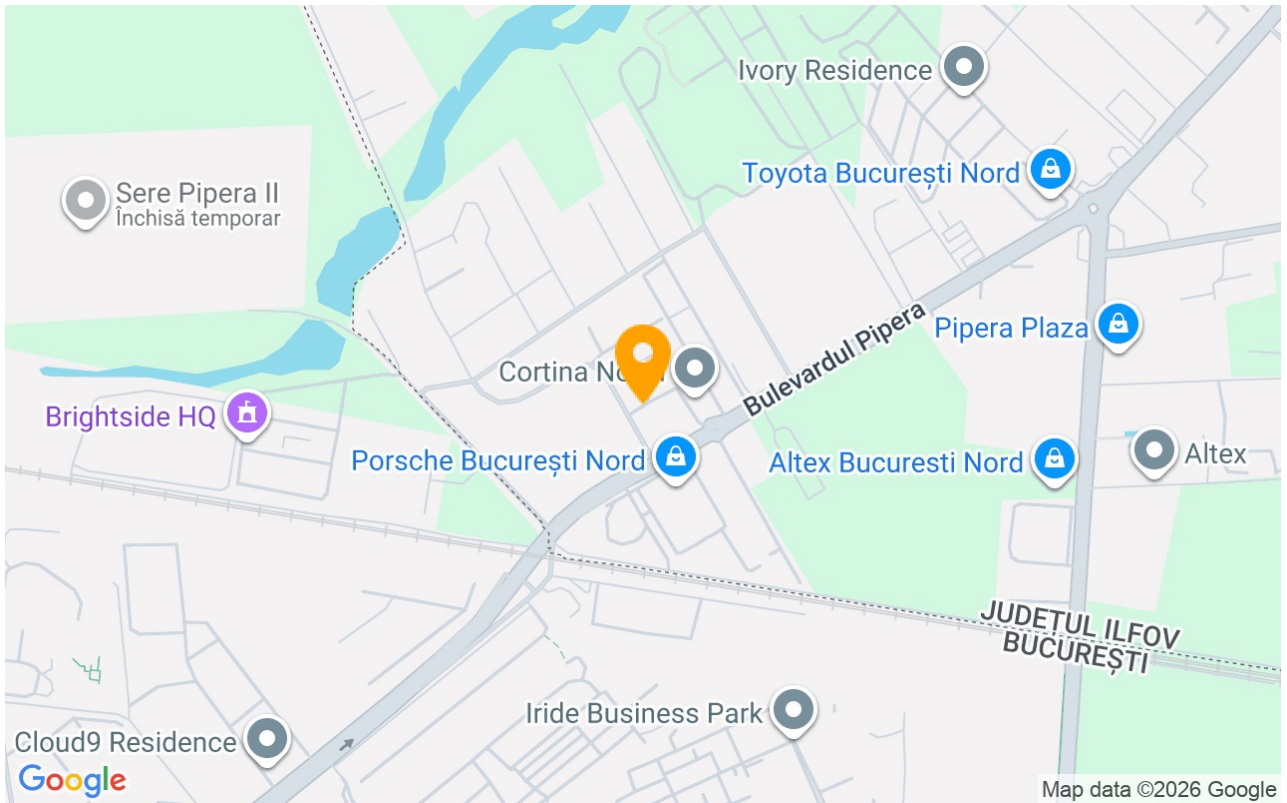 Ivory Residence
Toyota București Nord
Sere Pipera II
Închisă temporar
Bulevardul Pipera
Pipera Plaza
Cortina No
Brightside HQ
Porsche București Nord
Altex Bucuresti Nord
Altex
JUDEȚUL ILFOV
BUCUREȘTI
Iride Business Park
Cloud9 Residence
Google
Map data ©2026 Google